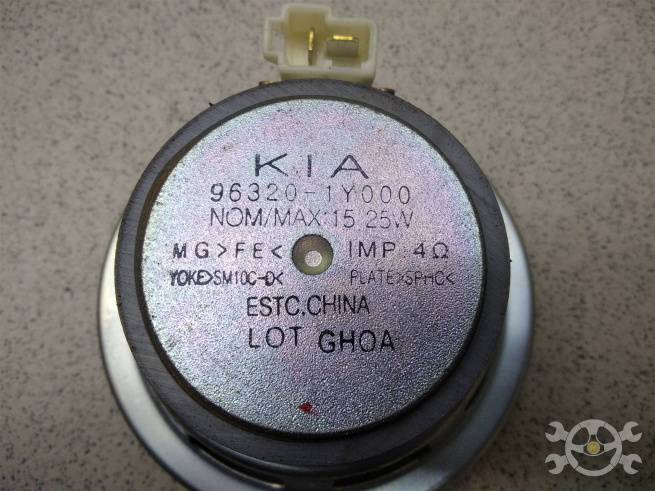 KIA
96320-1Y000
NOM/MAX:15 25W
MG>FE< IMP 4Ω
YOKE>SM10C-D< PLATE>SPHC<
ESTC.CHINA
LOT GHOA